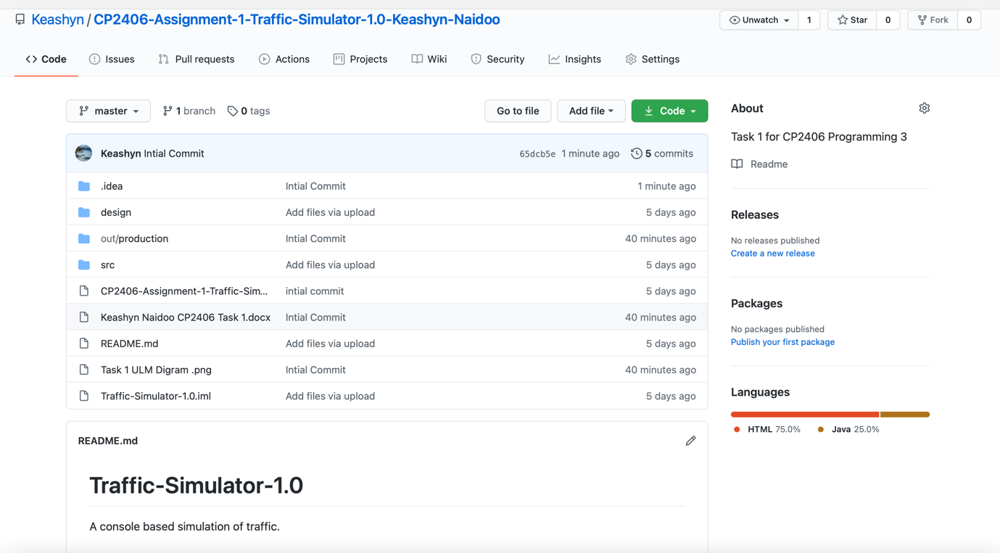 Keashyn / CP2406-Assignment-1-Traffic-Simulator-1.0-Keashyn-Naidoo
Unwatch 1 Star 0 Fork 0
Code Issues Pull requests Actions Projects Wiki Security Insights Settings
master 1 branch 0 tags Go to file Add file Code
Keashyn Intial Commit 65dcb5e 1 minute ago 5 commits
.idea Intial Commit 1 minute ago
design Add files via upload 5 days ago
out/production Intial Commit 40 minutes ago
src Add files via upload 5 days ago
CP2406-Assignment-1-Traffic-Sim... intial commit 5 days ago
Keashyn Naidoo CP2406 Task 1.docx Intial Commit 40 minutes ago
README.md Add files via upload 5 days ago
Task 1 ULM Digram .png Intial Commit 40 minutes ago
Traffic-Simulator-1.0.iml Add files via upload 5 days ago
README.md
Traffic-Simulator-1.0
A console based simulation of traffic.
About
Task 1 for CP2406 Programming 3
Readme
Releases
No releases published
Create a new release
Packages
No packages published
Publish your first package
Languages
HTML 75.0% Java 25.0%